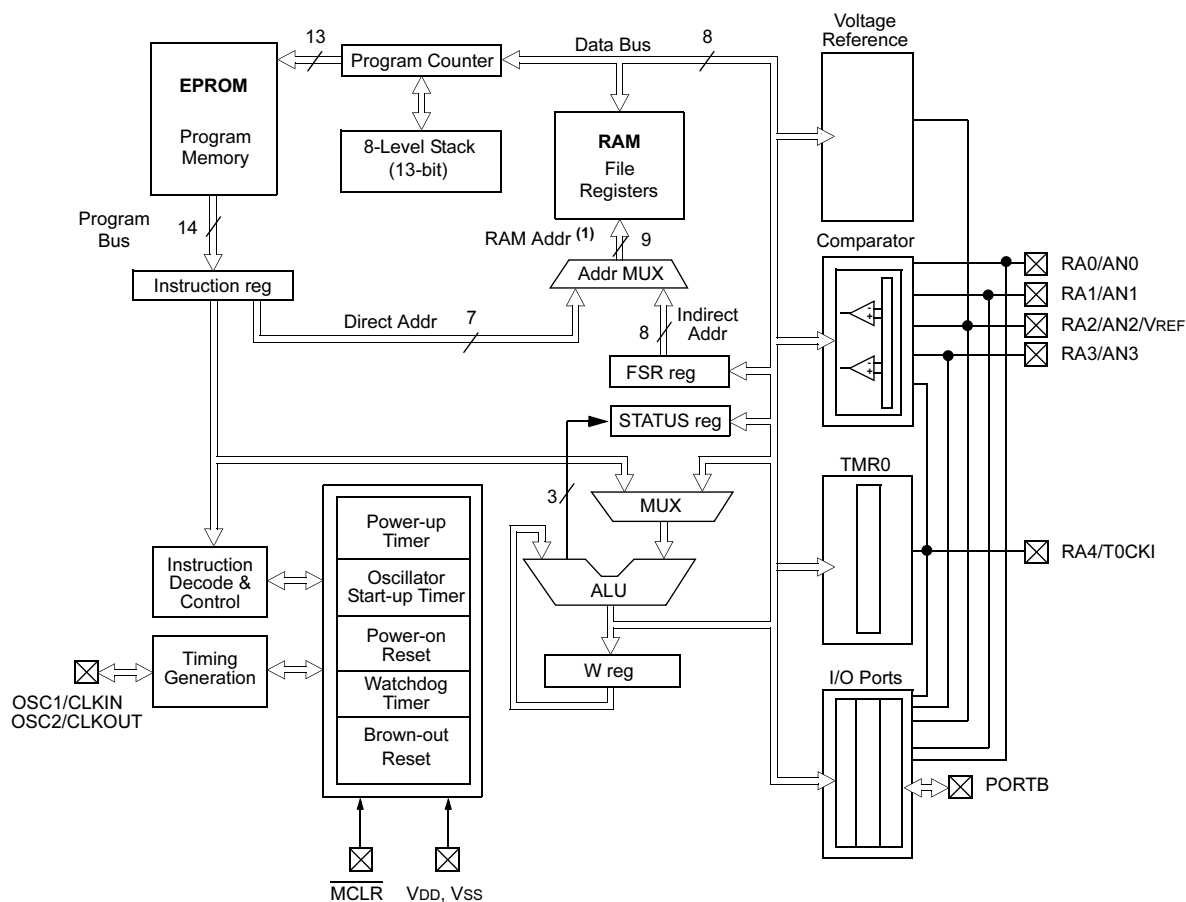 Voltage
Reference
13
Data Bus
8
Program Counter
EPROM
Program
Memory
8-Level Stack
(13-bit)
RAM
File
Registers
Program
Bus
14
RAM Addr (1)
9
Comparator
Addr MUX
Instruction reg
RA0/AN0
RA1/AN1
RA2/AN2/VREF
RA3/AN3
-
+
-
+
Direct Addr
7
8
Indirect
Addr
FSR reg
STATUS reg
TMR0
3
MUX
Power-up
Timer
Oscillator
Start-up Timer
Power-on
Reset
Watchdog
Timer
Brown-out
Reset
Instruction
Decode &
Control
ALU
RA4/T0CKI
Timing
Generation
W reg
I/O Ports
OSC1/CLKIN
OSC2/CLKOUT
PORTB
MCLR
VDD, VSS